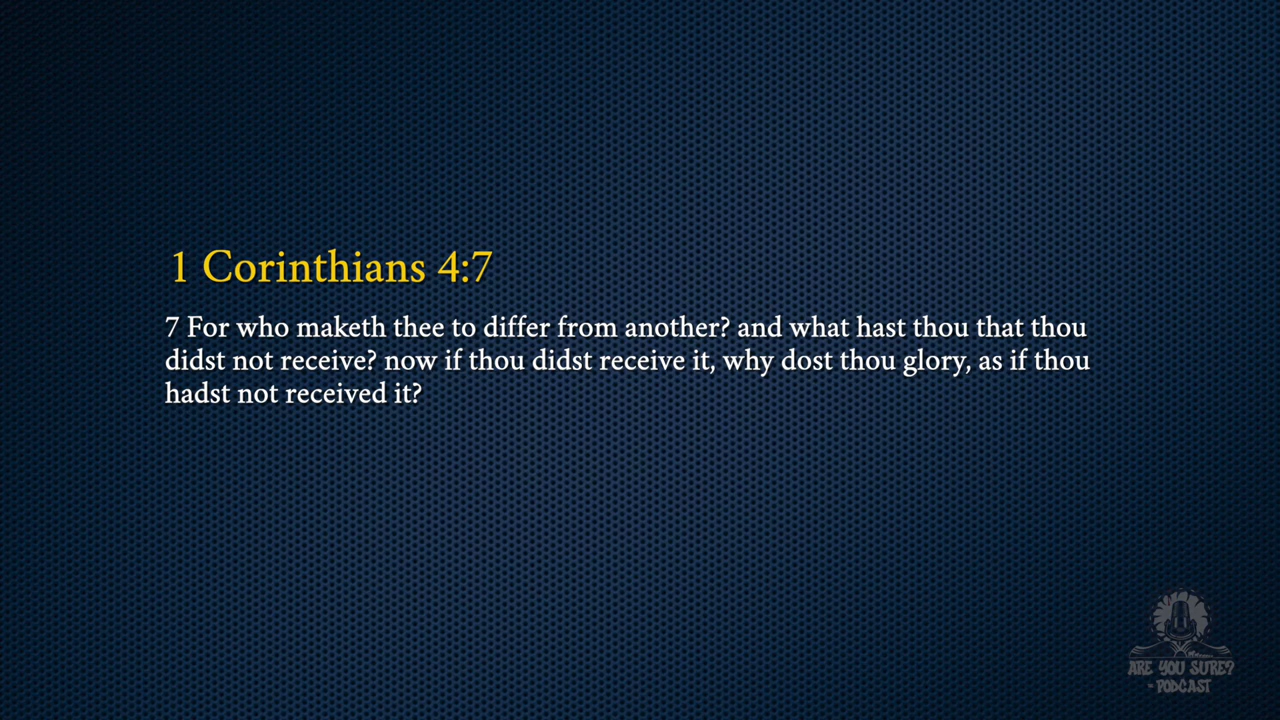 1 Corinthians 4:7
7 For who maketh thee to differ from another? and what hast thou that thou
didst not receive? now if thou didst receive it, why dost thou glory, as if thou
hadst not received it?
ARE YOU SURE?
- PODCAST